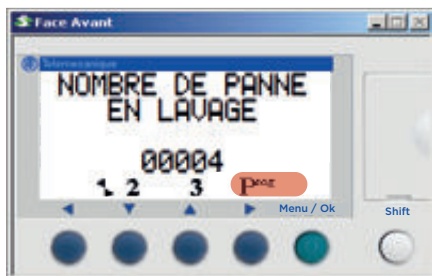 Face Avant
Telemecanique
NOMBRE DE PANNE
EN LAVAGE
00004
1 2 3 Prog
Menu / Ok
Shift